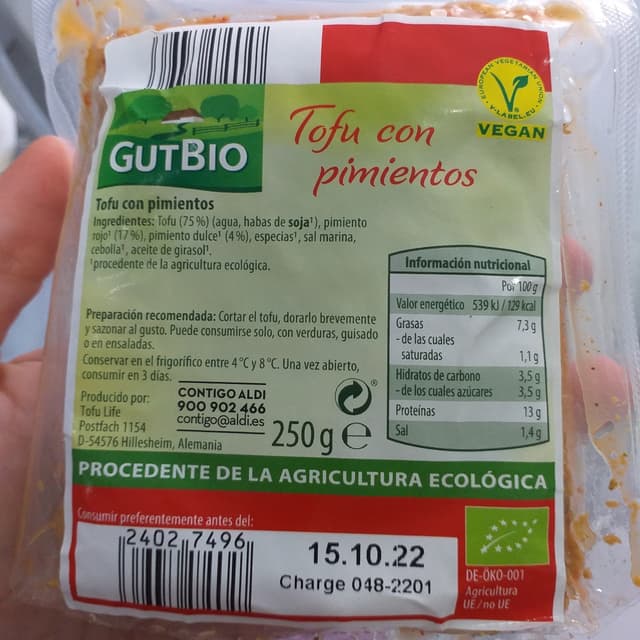 EUROPEAN VEGETARIAN UNION
V-LABEL.EU
VEGAN
GUTBIO
Tofu con
pimientos
Tofu con pimientos
Ingredientes: Tofu (75 %) (agua, habas de soja¹), pimiento
rojo¹ (17 %), pimiento dulce¹ (4%), especias¹, sal marina,
cebolla¹, aceite de girasol¹.
¹procedente de la agricultura ecológica.
Preparación recomendada: Cortar el tofu, dorarlo brevemente
y sazonar al gusto. Puede consumirse solo, con verduras, guisado
o en ensaladas.
Conservar en el frigorífico entre 4°C y 8°C. Una vez abierto,
consumir en 3 días.
Producido por:
Tofu Life
Postfach 1154
D-54576 Hillesheim, Alemania
CONTIGO ALDI
900 902 466
contigo@aldi.es
250 g e
Información nutricional
Por 100 g
Valor energético 539 kJ / 129 kcal
Grasas 7,3 g
- de las cuales
saturadas 1,1 g
Hidratos de carbono 3,5 g
- de los cuales azúcares 3,5 g
Proteínas 13 g
Sal 1,4 g
PROCEDENTE DE LA AGRICULTURA ECOLÓGICA
Consumir preferentemente antes del:
2402 7496
15.10.22
Charge 048-2201
DE-ÖKO-001
Agricultura
UE/no UE